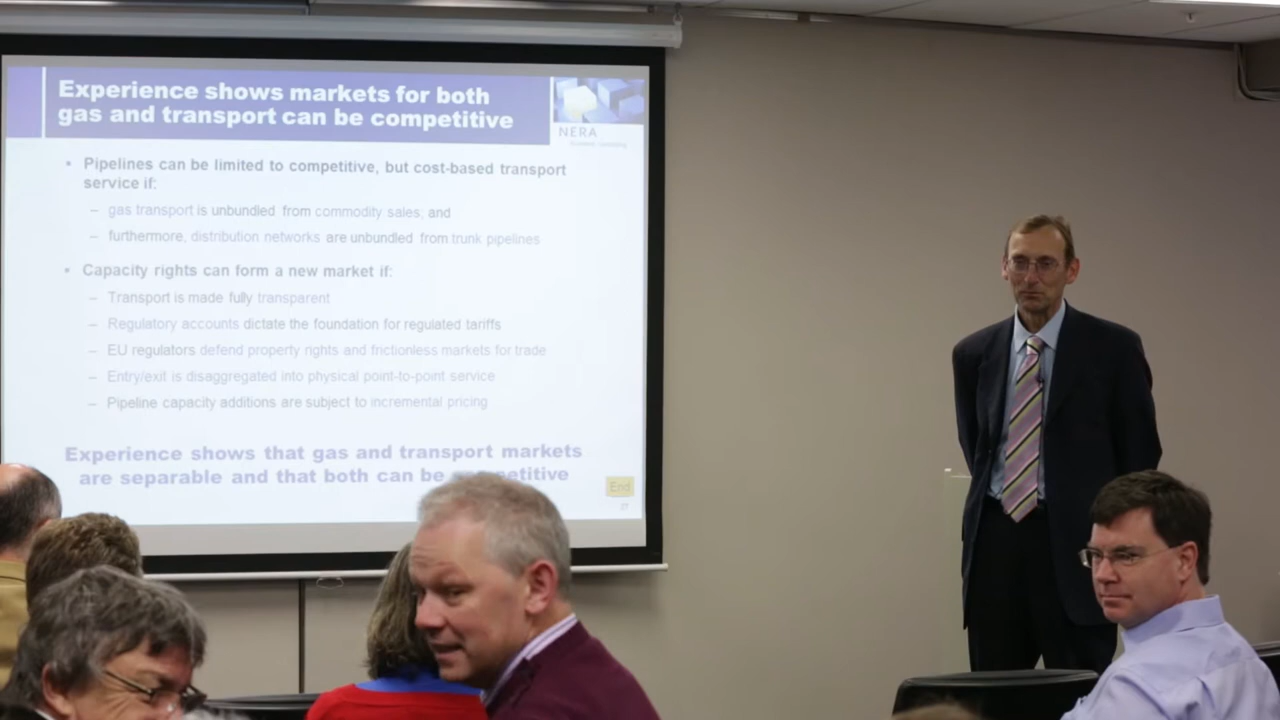 Experience shows markets for both
gas and transport can be competitive
NERA
Pipelines can be limited to competitive, but cost-based transport
service if:
– gas transport is unbundled from commodity sales; and
– furthermore, distribution networks are unbundled from trunk pipelines
Capacity rights can form a new market if:
– Transport is made fully transparent
– Regulatory accounts dictate the foundation for regulated tariffs
– EU regulators defend property rights and frictionless markets for trade
– Entry/exit is disaggregated into physical point-to-point service
– Pipeline capacity additions are subject to incremental pricing
Experience shows that gas and transport markets
are separable and that both can be
End